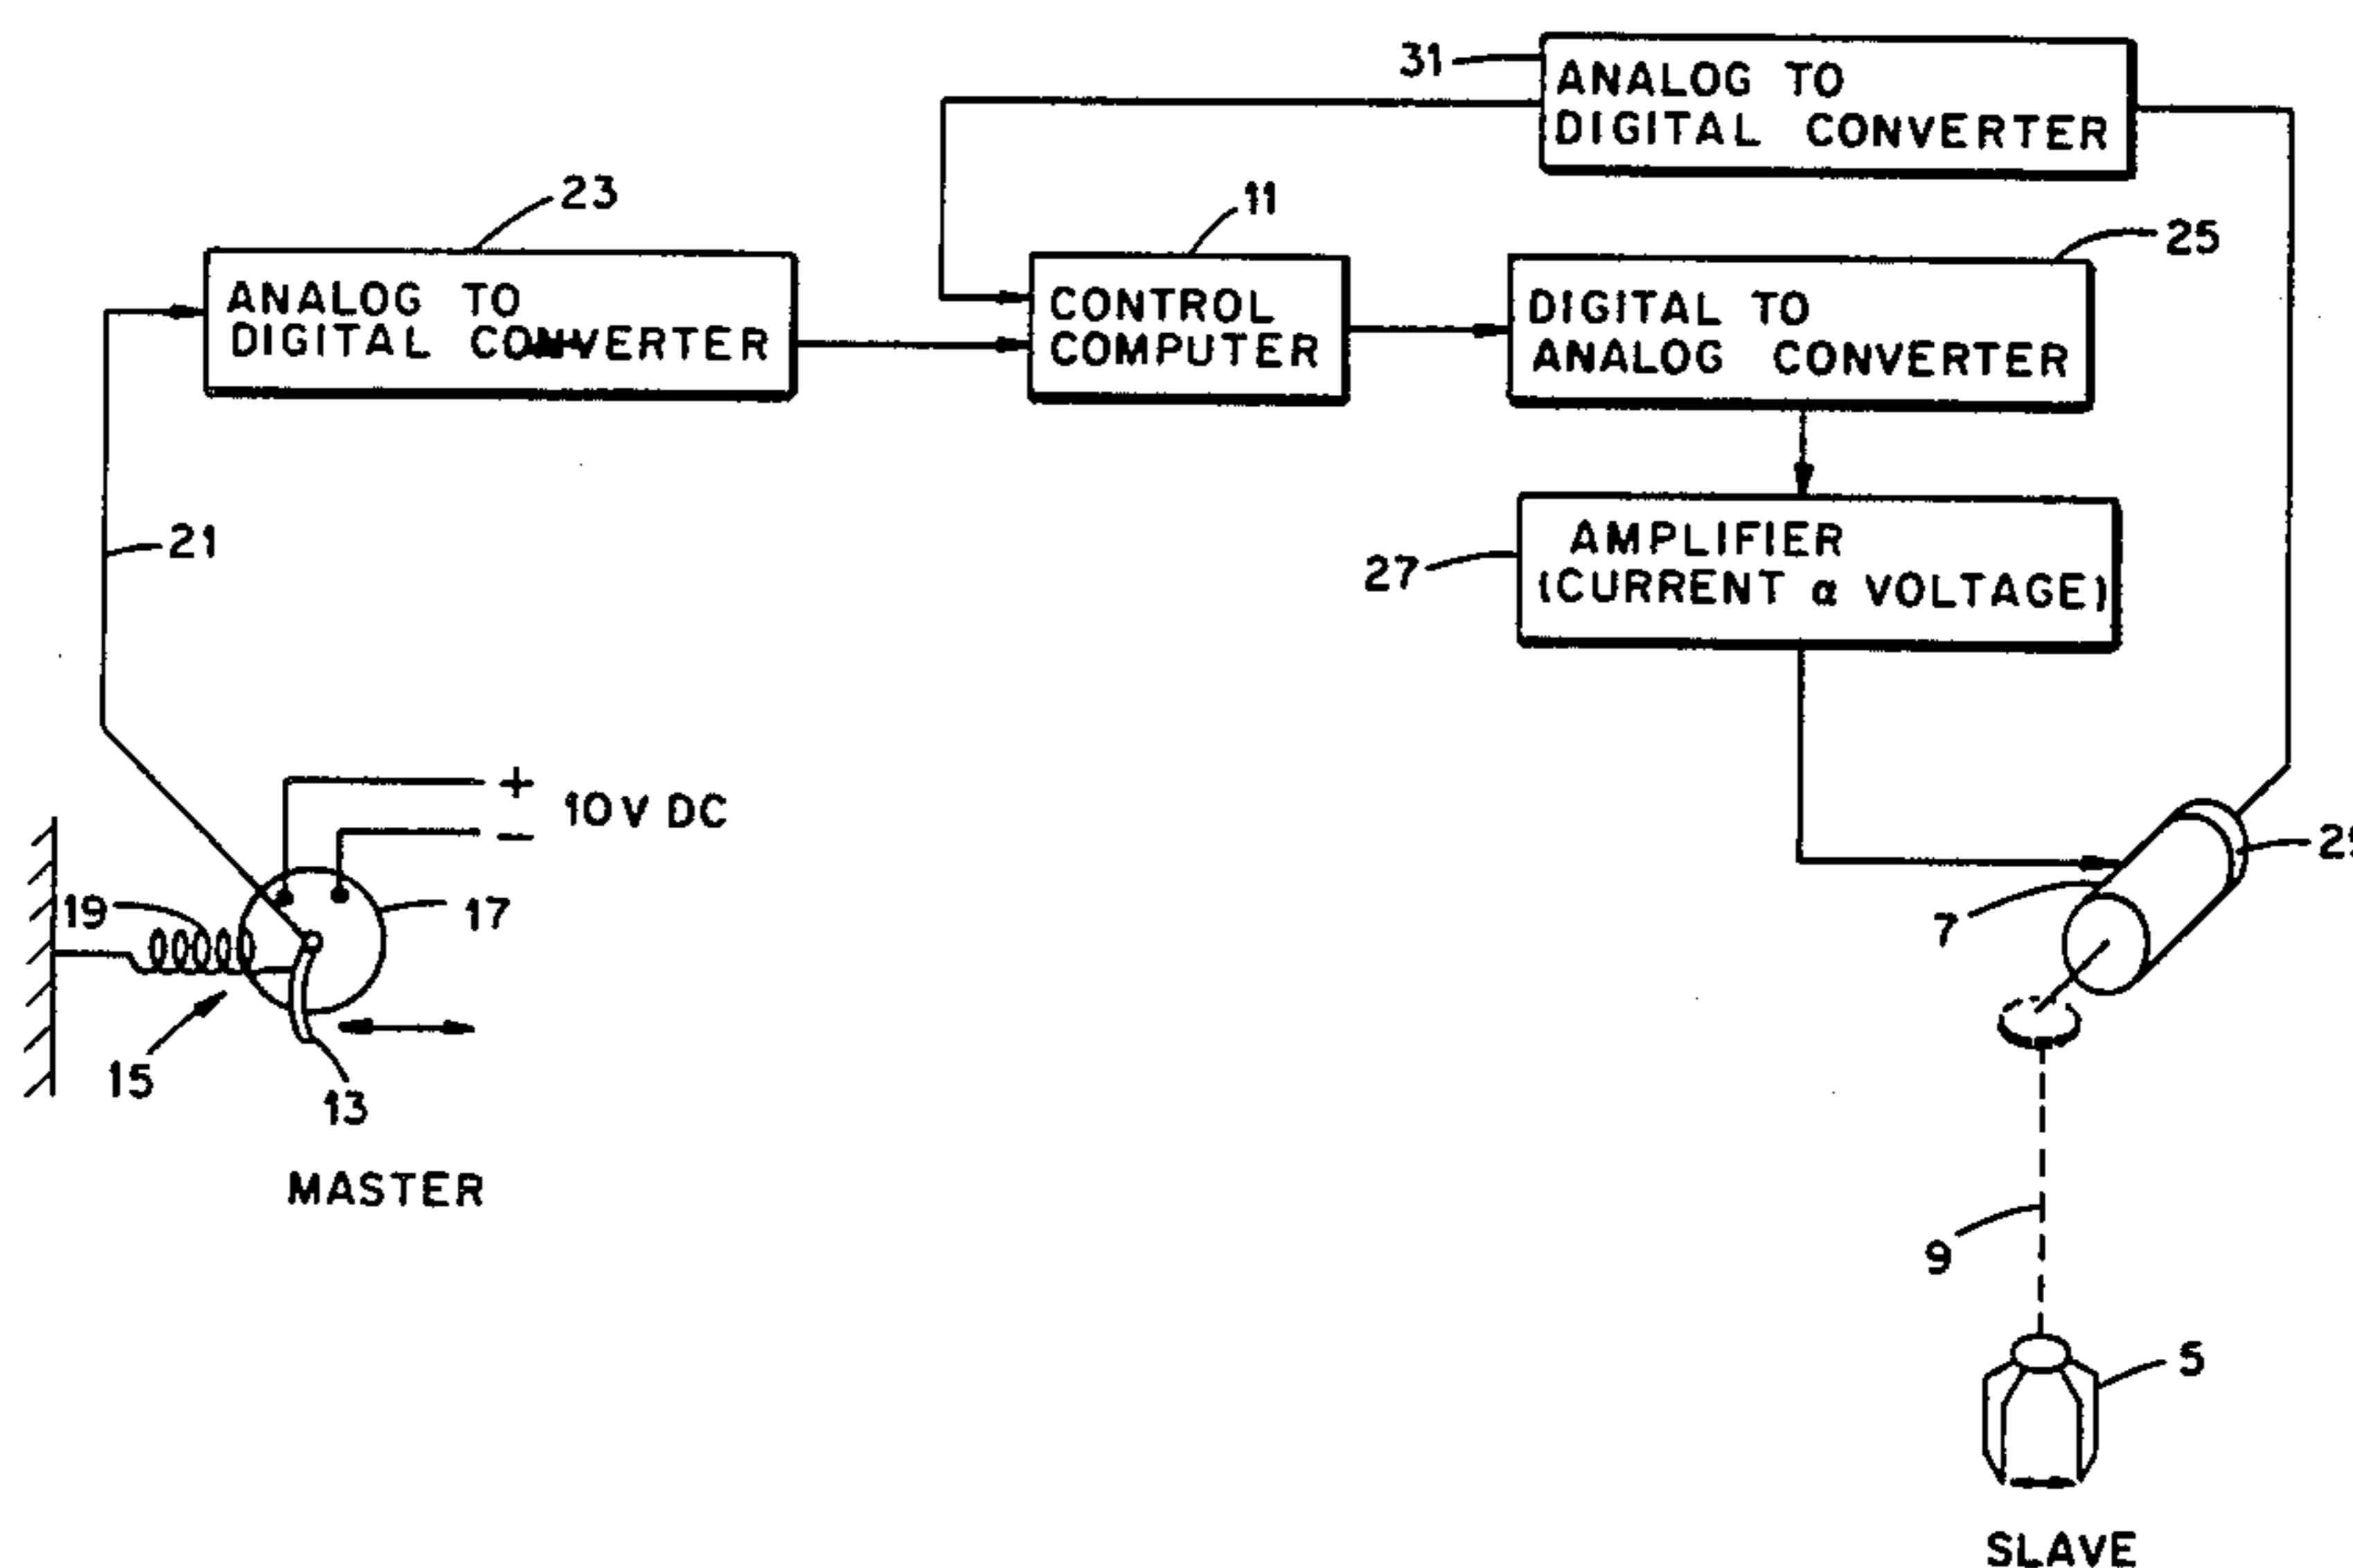 31
ANALOG TO
DIGITAL CONVERTER
23
11
25
ANALOG TO
DIGITAL CONVERTER
CONTROL
COMPUTER
DIGITAL TO
ANALOG CONVERTER
21
27
AMPLIFIER
(CURRENT α VOLTAGE)
+
10 V DC
−
19
17
7
15
13
MASTER
9
5
SLAVE